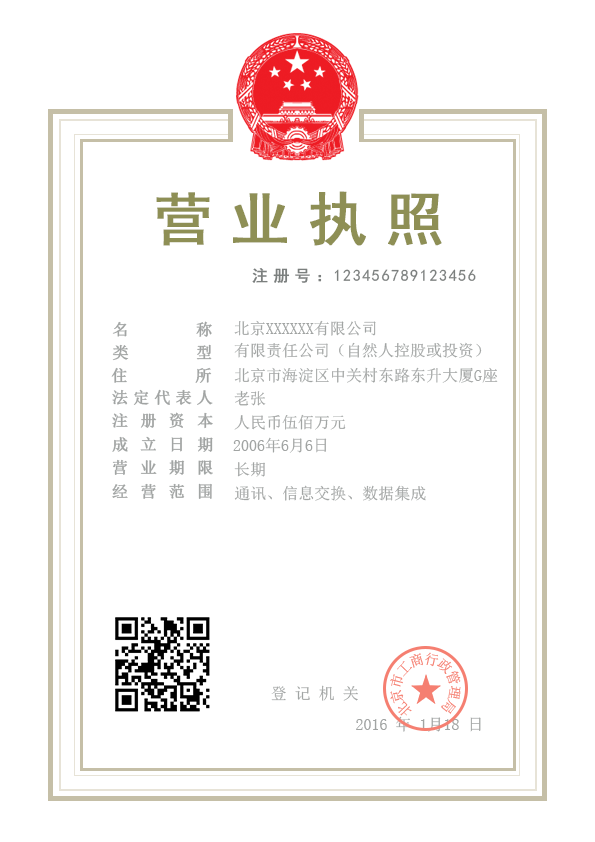 营业执照
注册号：123456789123456
名称 北京XXXXXX有限公司
类型 有限责任公司（自然人控股或投资）
住所 北京市海淀区中关村东路东升大厦G座
法定代表人 老张
注册资本 人民币伍佰万元
成立日期 2006年6月6日
营业期限 长期
经营范围 通讯、信息交换、数据集成
北京市工商行政管理局
登记机关
2016 年 1月18 日